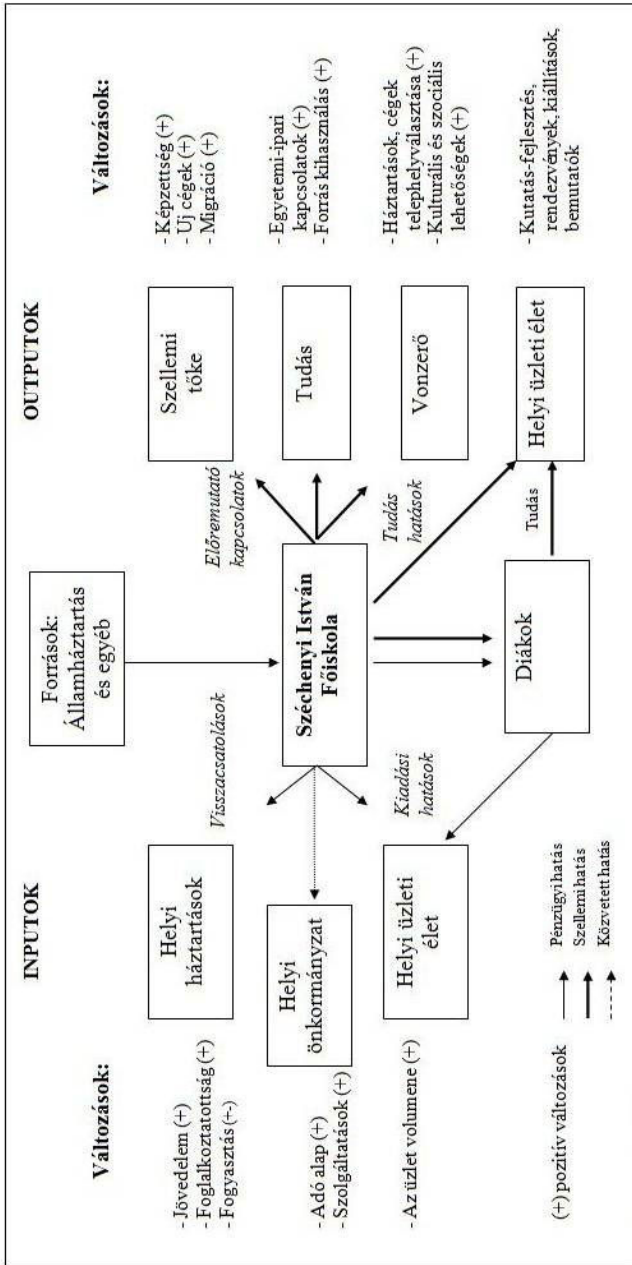 INPUTOK
OUTPUTOK
Változások:
- Jövedelem (+)
- Foglalkoztatottság (+)
- Fogyasztás (+-)
- Adó alap (+)
- Szolgáltatások (+)
- Az üzlet volumene (+)
(+) pozitív változások
Helyi
háztartások
Helyi
önkormányzat
Helyi üzleti
élet
Pénzügyi hatás
Szellemi hatás
Közvetett hatás
Visszacsatolások
Kiadási
hatások
Források:
Államháztartás
és egyéb
Széchenyi István
Főiskola
Diákok
Előremutató
kapcsolatok
Tudás
hatások
Tudás
Szellemi
tőke
Tudás
Vonzerő
Helyi üzleti élet
Változások:
- Képzettség (+)
- Uj cégek (+)
- Migráció (+)
- Egyetemi-ipari
kapcsolatok (+)
- Forrás kihasználás (+)
- Háztartások, cégek
telephelyválasztása (+)
- Kulturális és szociális
lehetőségek (+)
- Kutatás-fejlesztés,
rendezvények, kiállítások,
bemutatók